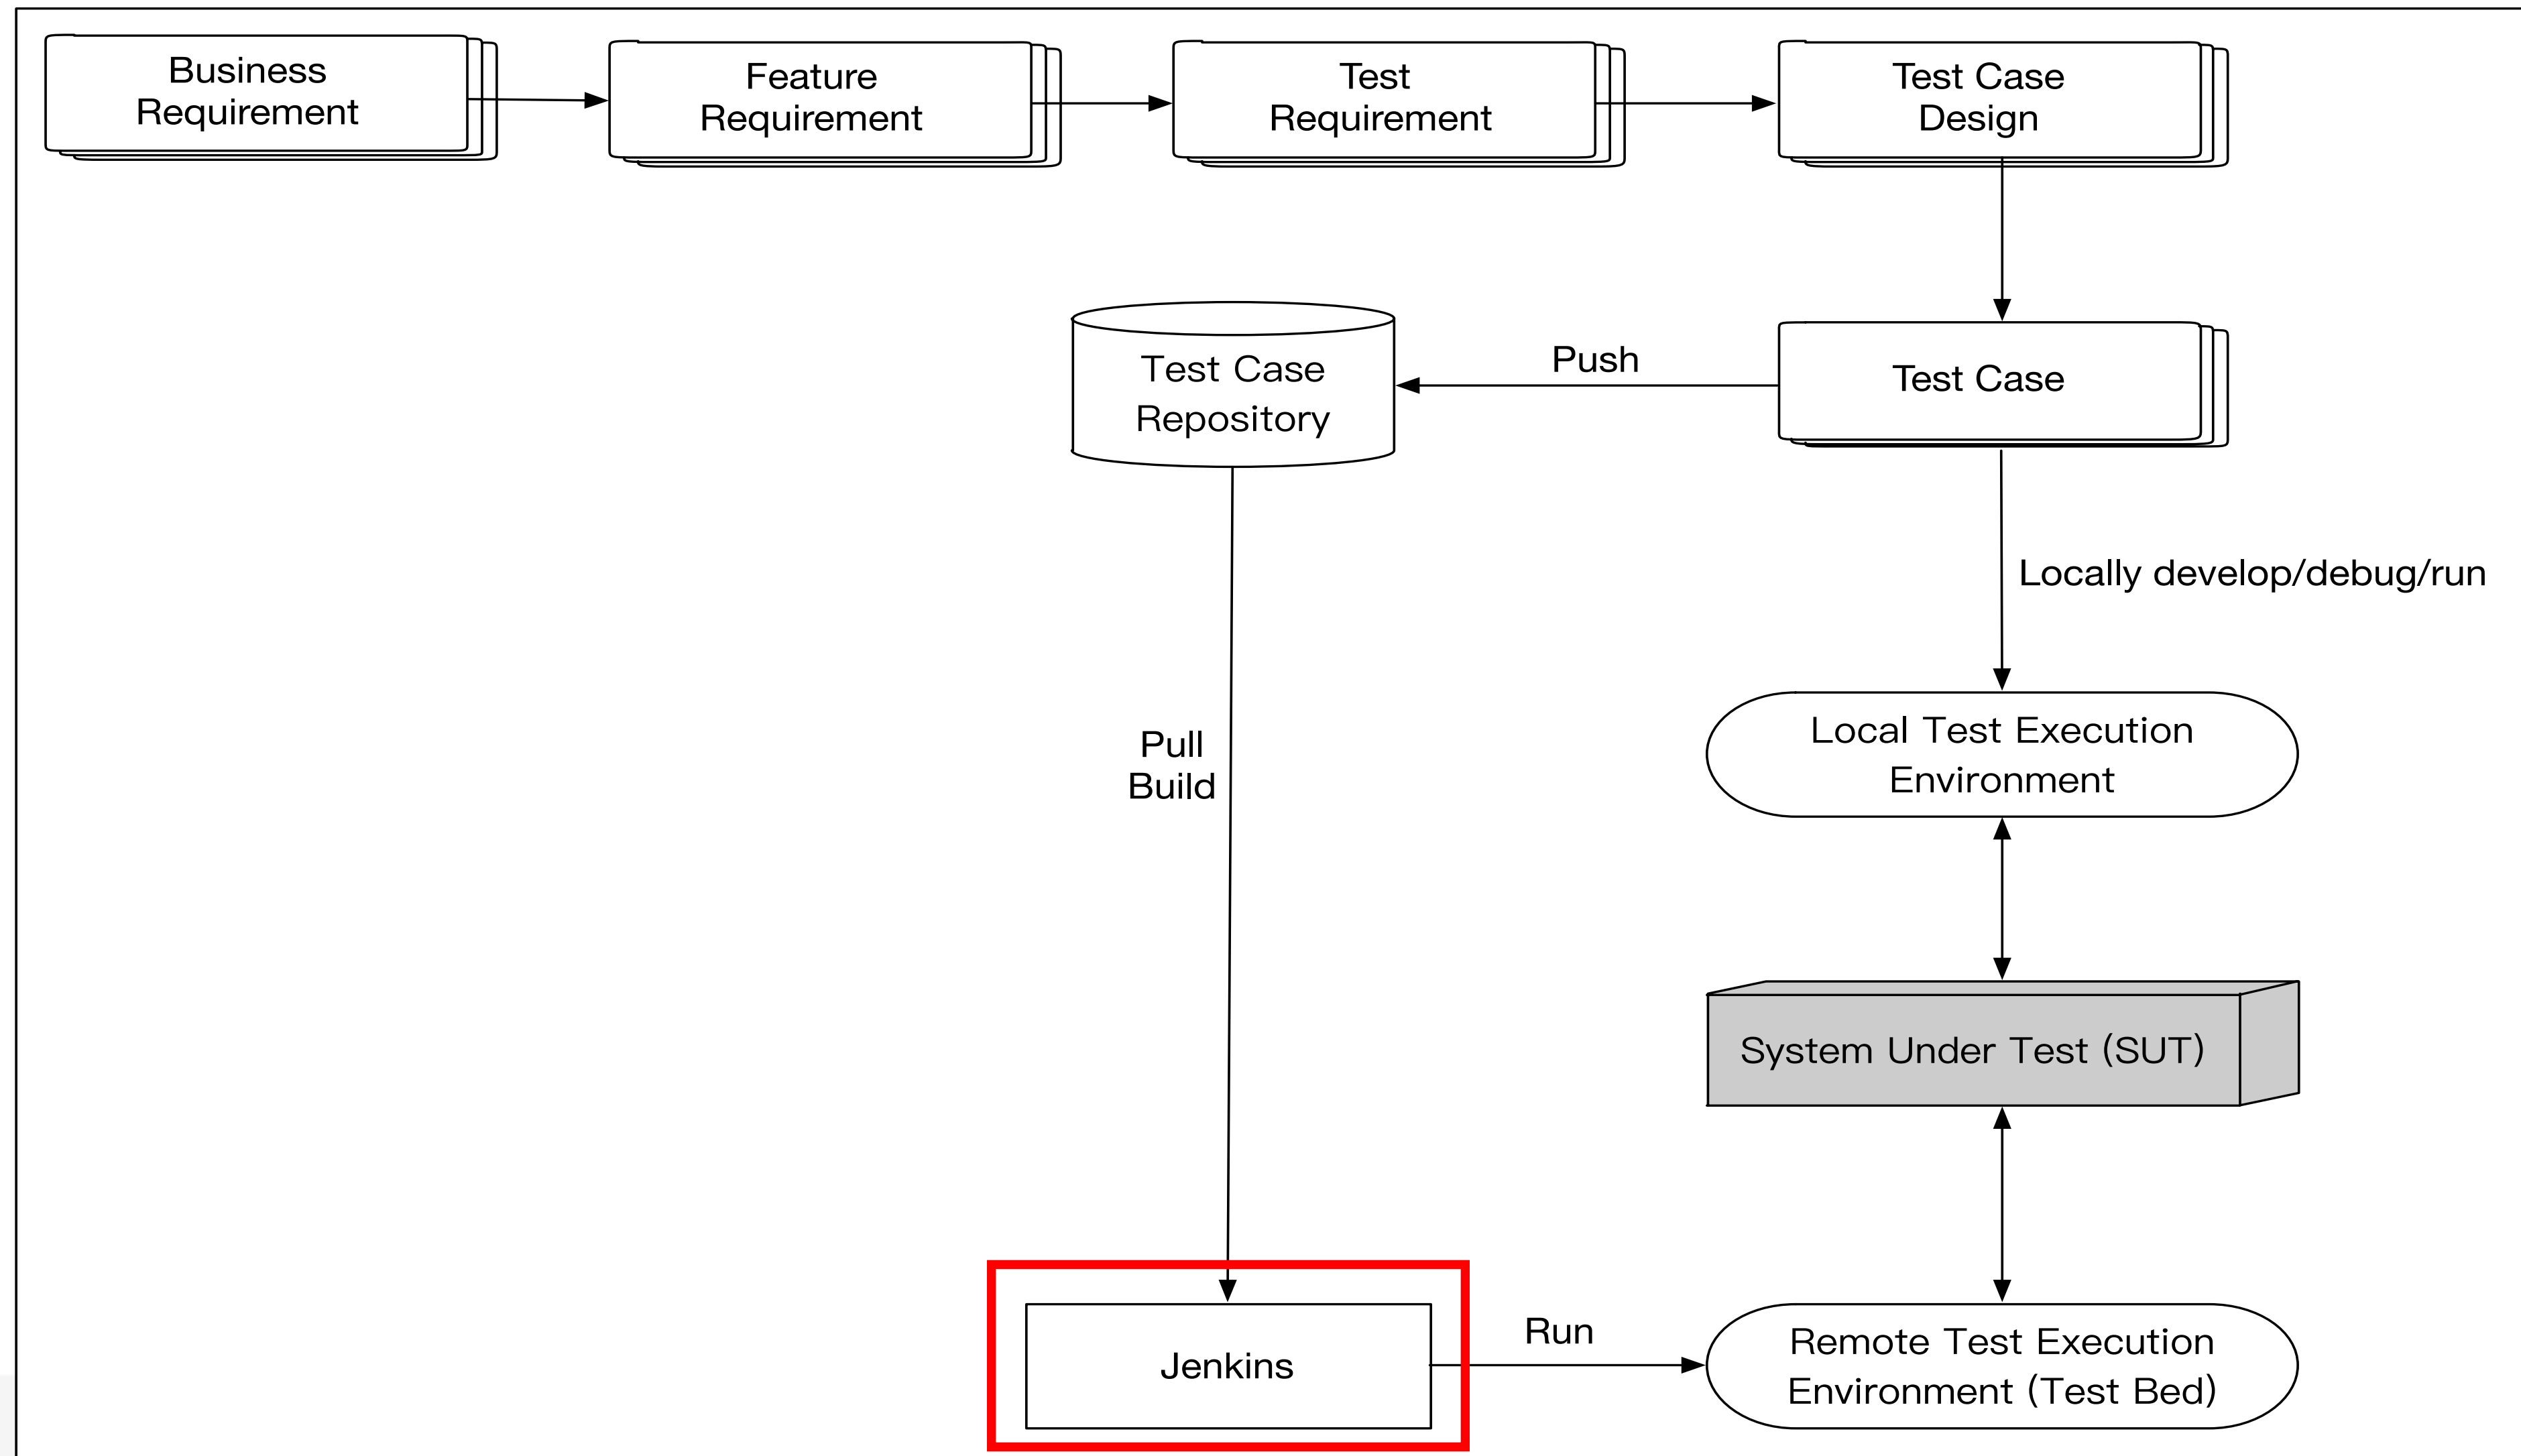 Business
Requirement
Feature
Requirement
Test
Requirement
Test Case
Design
Test Case
Repository
Push
Test Case
Locally develop/debug/run
Pull
Build
Local Test Execution
Environment
System Under Test (SUT)
Jenkins
Run
Remote Test Execution
Environment (Test Bed)